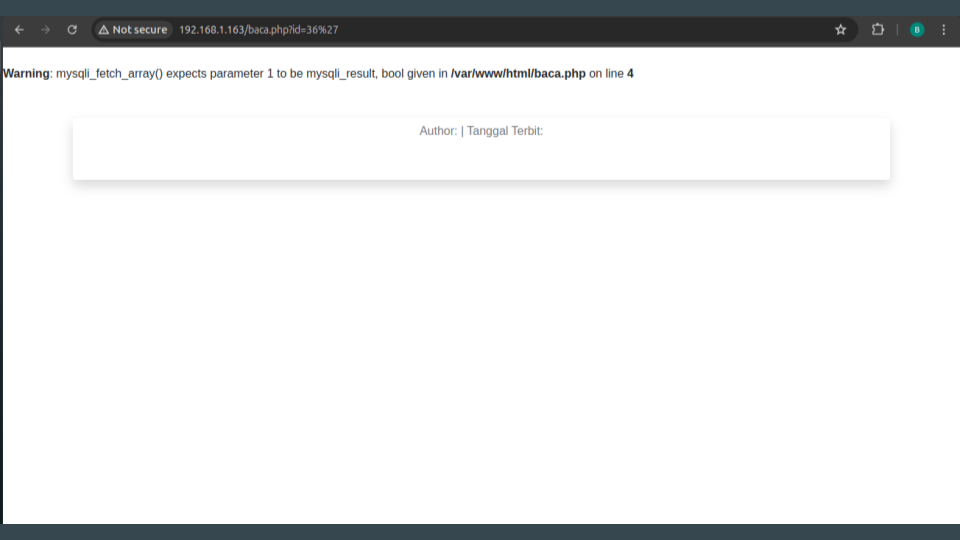 Not secure 192.168.1.163/baca.php?id=36%27
B
Warning: mysqli_fetch_array() expects parameter 1 to be mysqli_result, bool given in /var/www/html/baca.php on line 4
Author: | Tanggal Terbit: